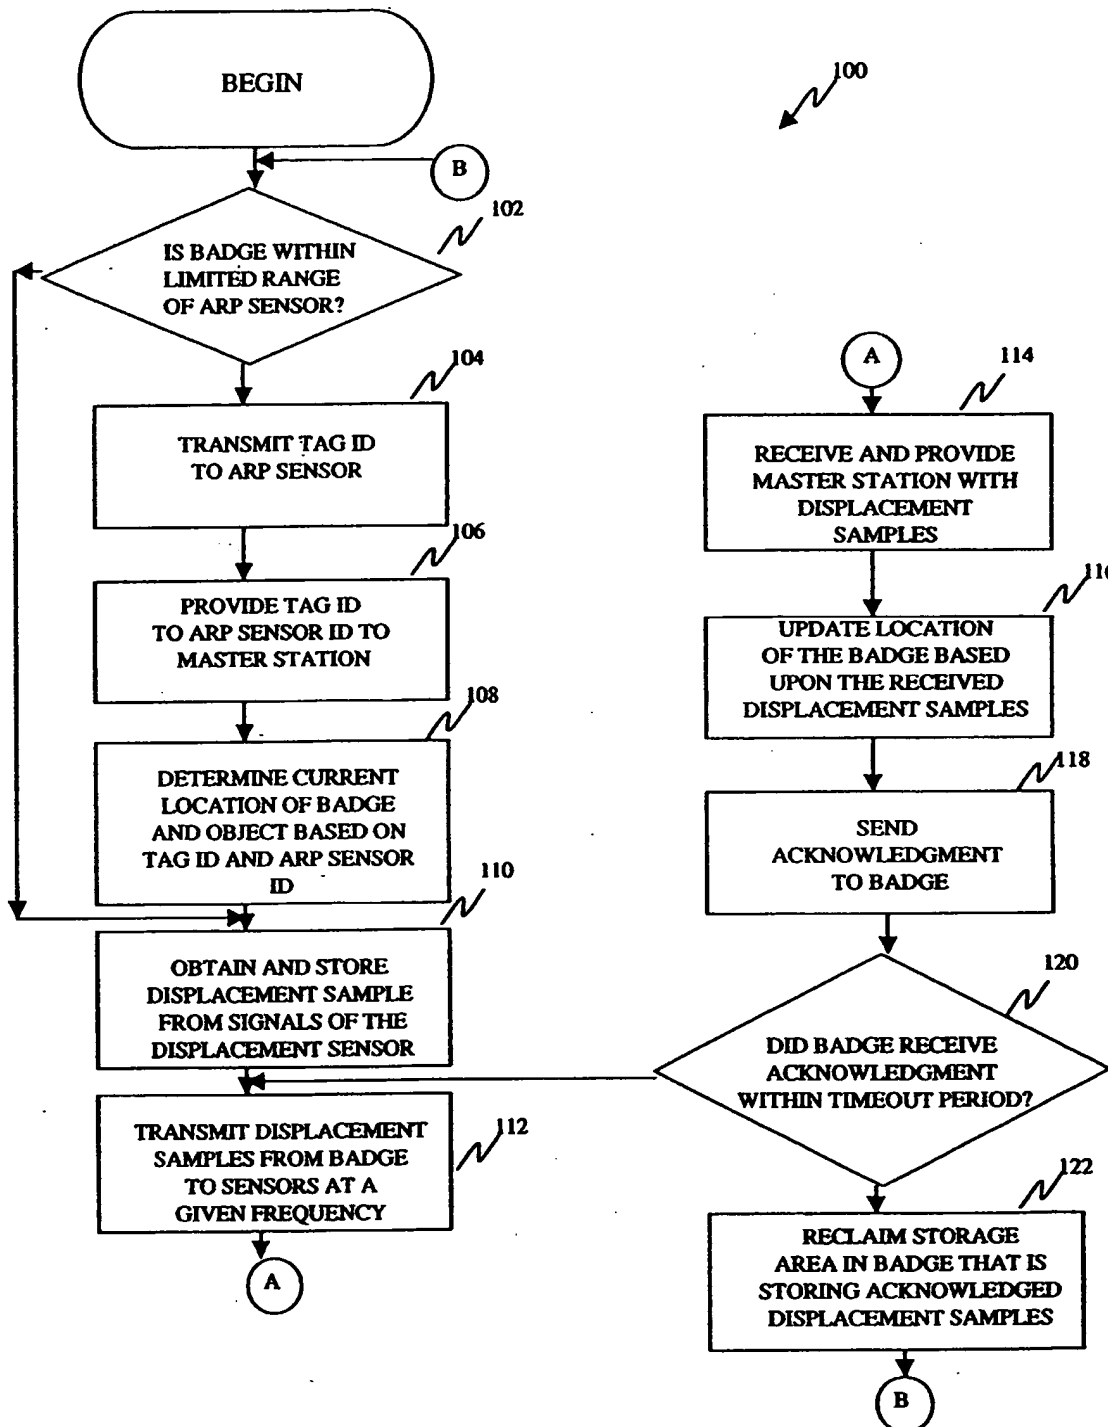 BEGIN
100
B
102
IS BADGE WITHIN
LIMITED RANGE
OF ARP SENSOR?
104
TRANSMIT TAG ID
TO ARP SENSOR
106
PROVIDE TAG ID
TO ARP SENSOR ID TO
MASTER STATION
108
DETERMINE CURRENT
LOCATION OF BADGE
AND OBJECT BASED ON
TAG ID AND ARP SENSOR
ID
110
OBTAIN AND STORE
DISPLACEMENT SAMPLE
FROM SIGNALS OF THE
DISPLACEMENT SENSOR
112
TRANSMIT DISPLACEMENT
SAMPLES FROM BADGE
TO SENSORS AT A
GIVEN FREQUENCY
A
A
114
RECEIVE AND PROVIDE
MASTER STATION WITH
DISPLACEMENT
SAMPLES
116
UPDATE LOCATION
OF THE BADGE BASED
UPON THE RECEIVED
DISPLACEMENT SAMPLES
118
SEND
ACKNOWLEDGMENT
TO BADGE
120
DID BADGE RECEIVE
ACKNOWLEDGMENT
WITHIN TIMEOUT PERIOD?
122
RECLAIM STORAGE
AREA IN BADGE THAT IS
STORING ACKNOWLEDGED
DISPLACEMENT SAMPLES
B